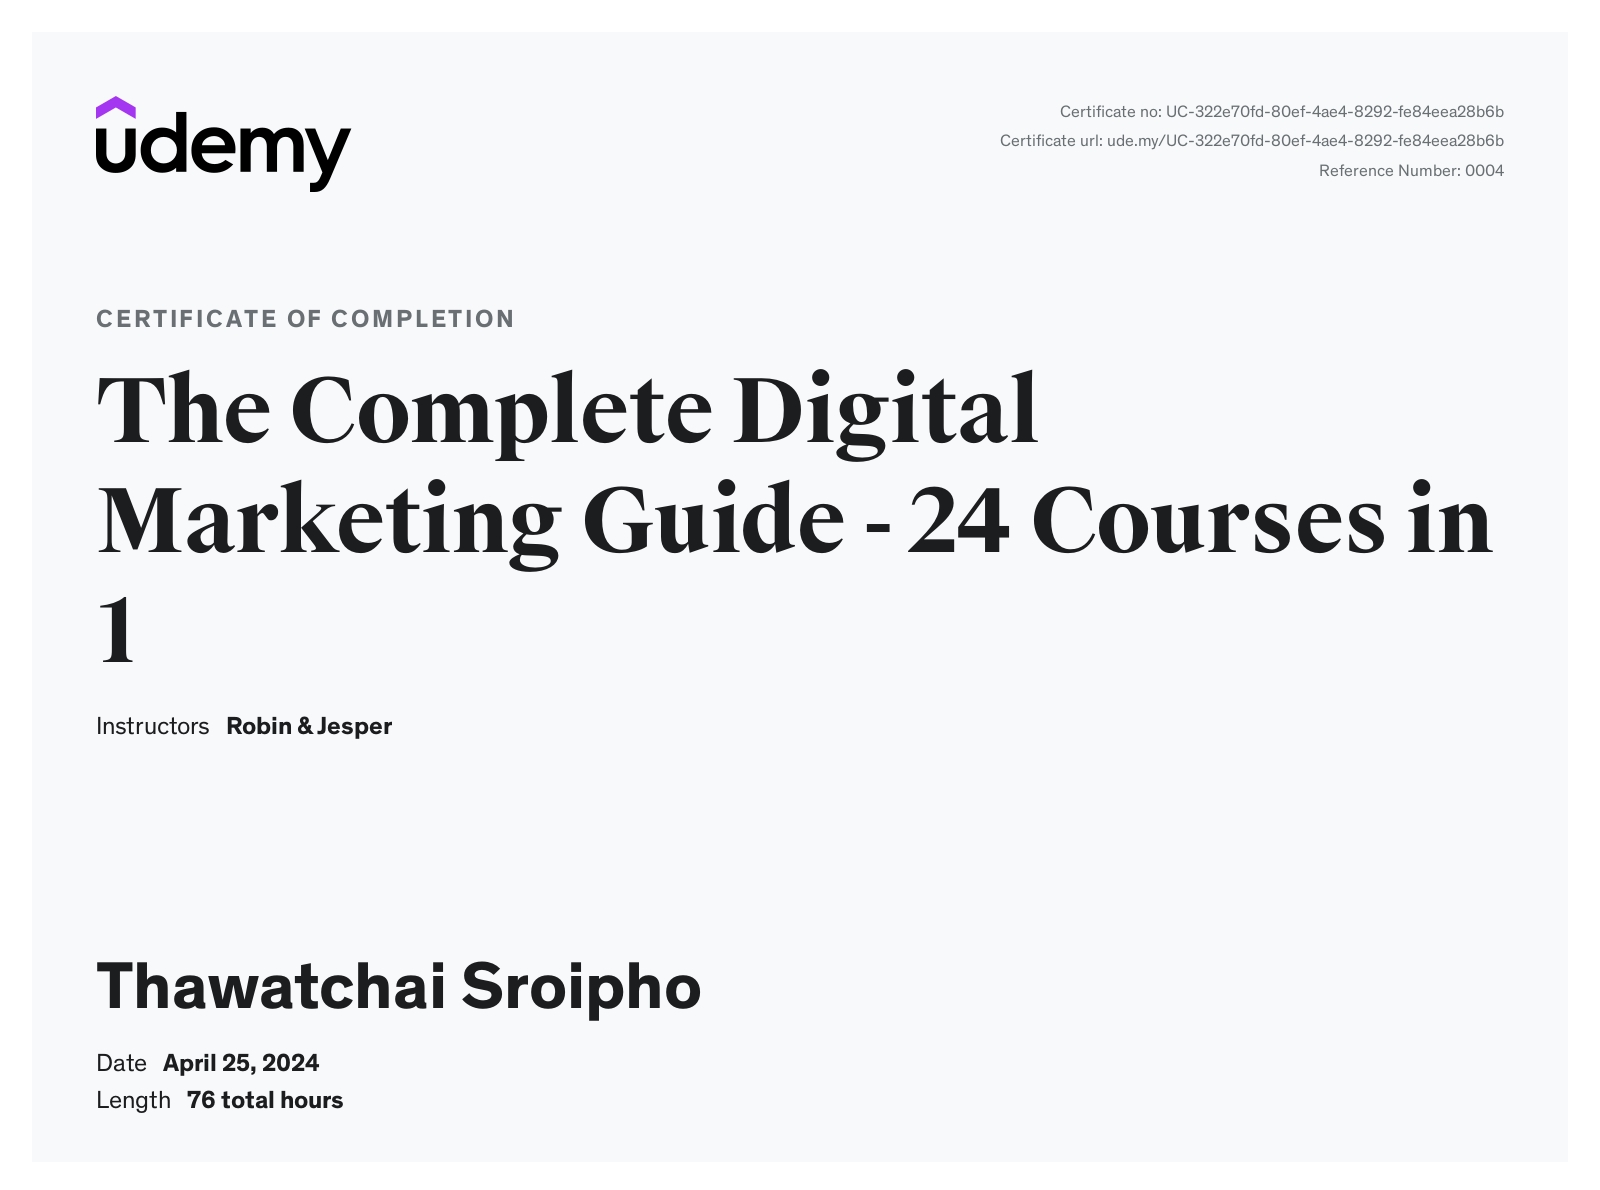 udemy
Certificate no: UC-322e70fd-80ef-4ae4-8292-fe84eea28b6b
Certificate url: ude.my/UC-322e70fd-80ef-4ae4-8292-fe84eea28b6b
Reference Number: 0004
CERTIFICATE OF COMPLETION
The Complete Digital
Marketing Guide - 24 Courses in
1
Instructors Robin & Jesper
Thawatchai Sroipho
Date April 25, 2024
Length 76 total hours